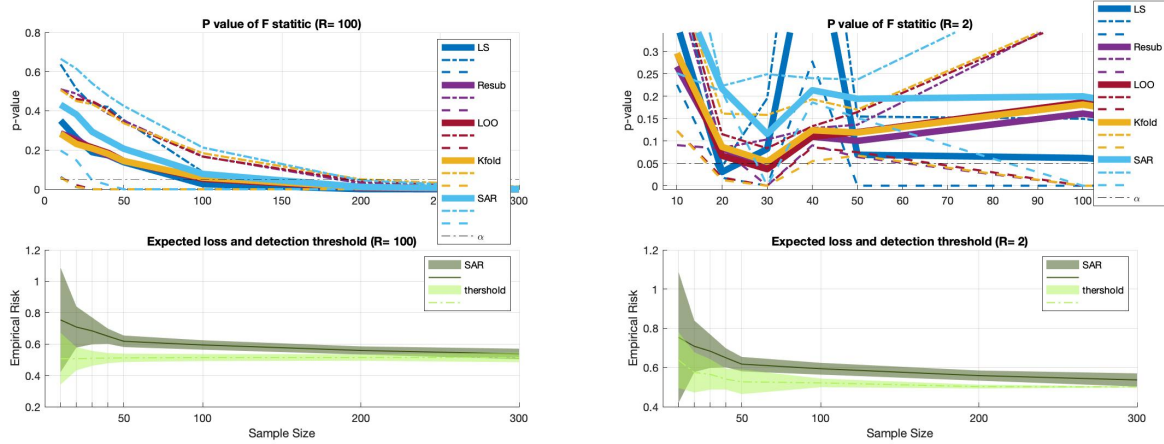 P value of F statitic (R= 100)
0.8
0.6
0.4
0.2
0
p-value
0
50
100
150
200
25
300
LS
Resub
LOO
Kfold
SAR
α
P value of F statitic (R= 2)
0.3
0.25
0.2
0.15
0.1
0.05
0
p-value
10
20
30
40
50
60
70
80
90
100
LS
Resub
LOO
Kfold
SAR
α
Expected loss and detection threshold (R= 100)
1.2
1
0.8
0.6
0.4
0.2
Empirical Risk
50
100
200
300
Sample Size
SAR
thershold
Expected loss and detection threshold (R= 2)
1.2
1
0.8
0.6
0.4
Empirical Risk
50
100
200
300
Sample Size
SAR
thershold